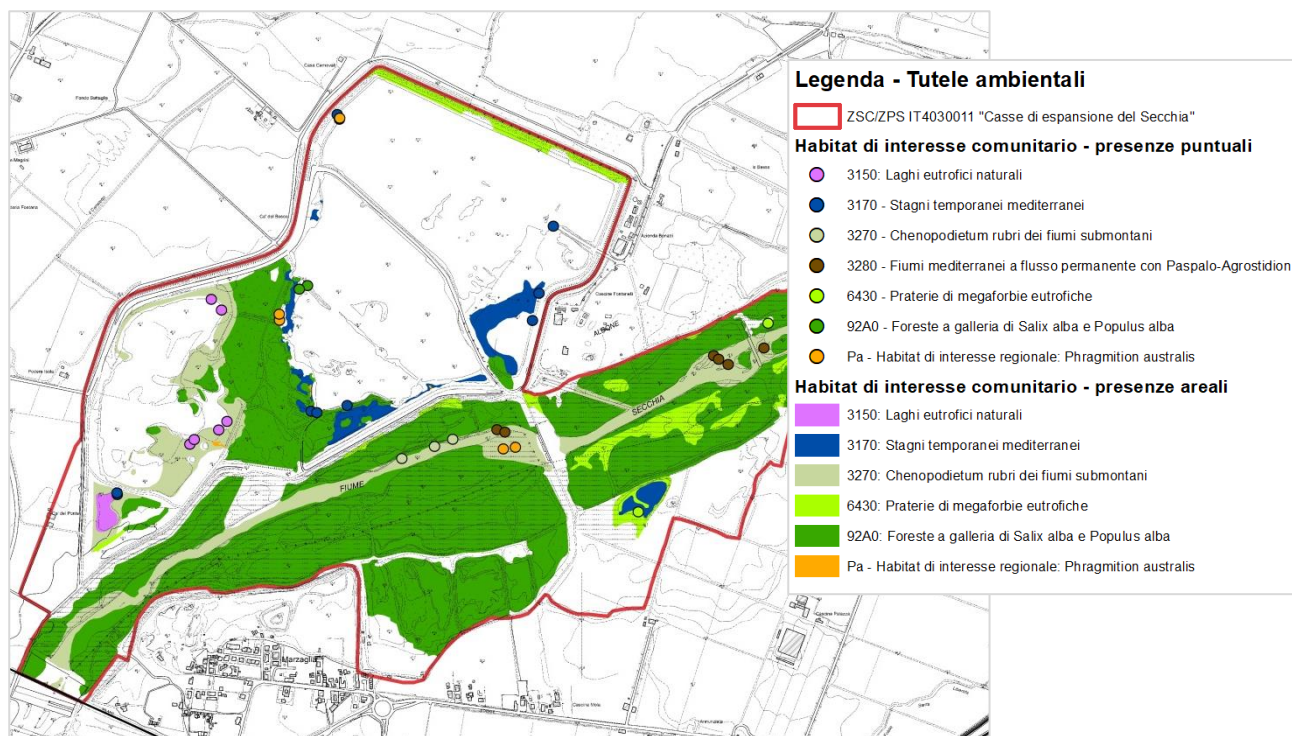 Legenda - Tutele ambientali
ZSC/ZPS IT4030011 "Casse di espansione del Secchia"
Habitat di interesse comunitario - presenze puntuali
3150: Laghi eutrofici naturali
3170 - Stagni temporanei mediterranei
3270 - Chenopodietum rubri dei fiumi submontani
3280 - Fiumi mediterranei a flusso permanente con Paspalo-Agrostidion
6430 - Praterie di megaforbie eutrofiche
92A0 - Foreste a galleria di Salix alba e Populus alba
Pa - Habitat di interesse regionale: Phragmition australis
Habitat di interesse comunitario - presenze areali
3150: Laghi eutrofici naturali
3170: Stagni temporanei mediterranei
3270: Chenopodietum rubri dei fiumi submontani
6430: Praterie di megaforbie eutrofiche
92A0: Foreste a galleria di Salix alba e Populus alba
Pa - Habitat di interesse regionale: Phragmition australis
ALBONE
SECCHIA
FIUME
Marzaglia